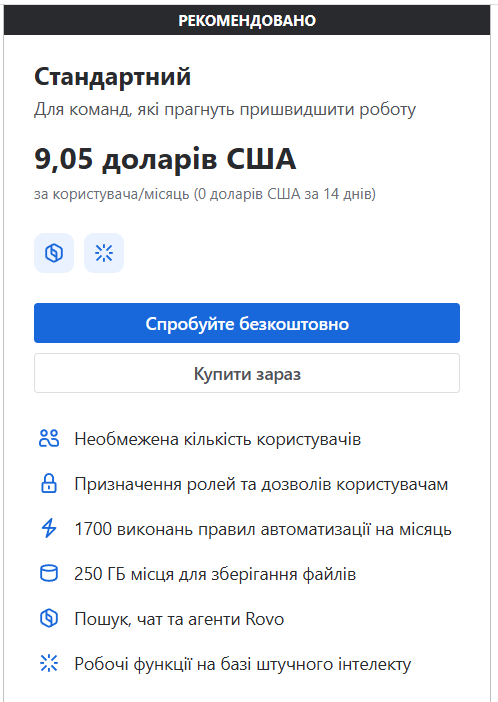 РЕКОМЕНДОВАНО
Стандартний
Для команд, які прагнуть пришвидшити роботу
9,05 доларів США
за користувача/місяць (0 доларів США за 14 днів)
Спробуйте безкоштовно
Купити зараз
Необмежена кількість користувачів
Призначення ролей та дозволів користувачам
1700 виконань правил автоматизації на місяць
250 ГБ місця для зберігання файлів
Пошук, чат та агенти Rovo
Робочі функції на базі штучного інтелекту